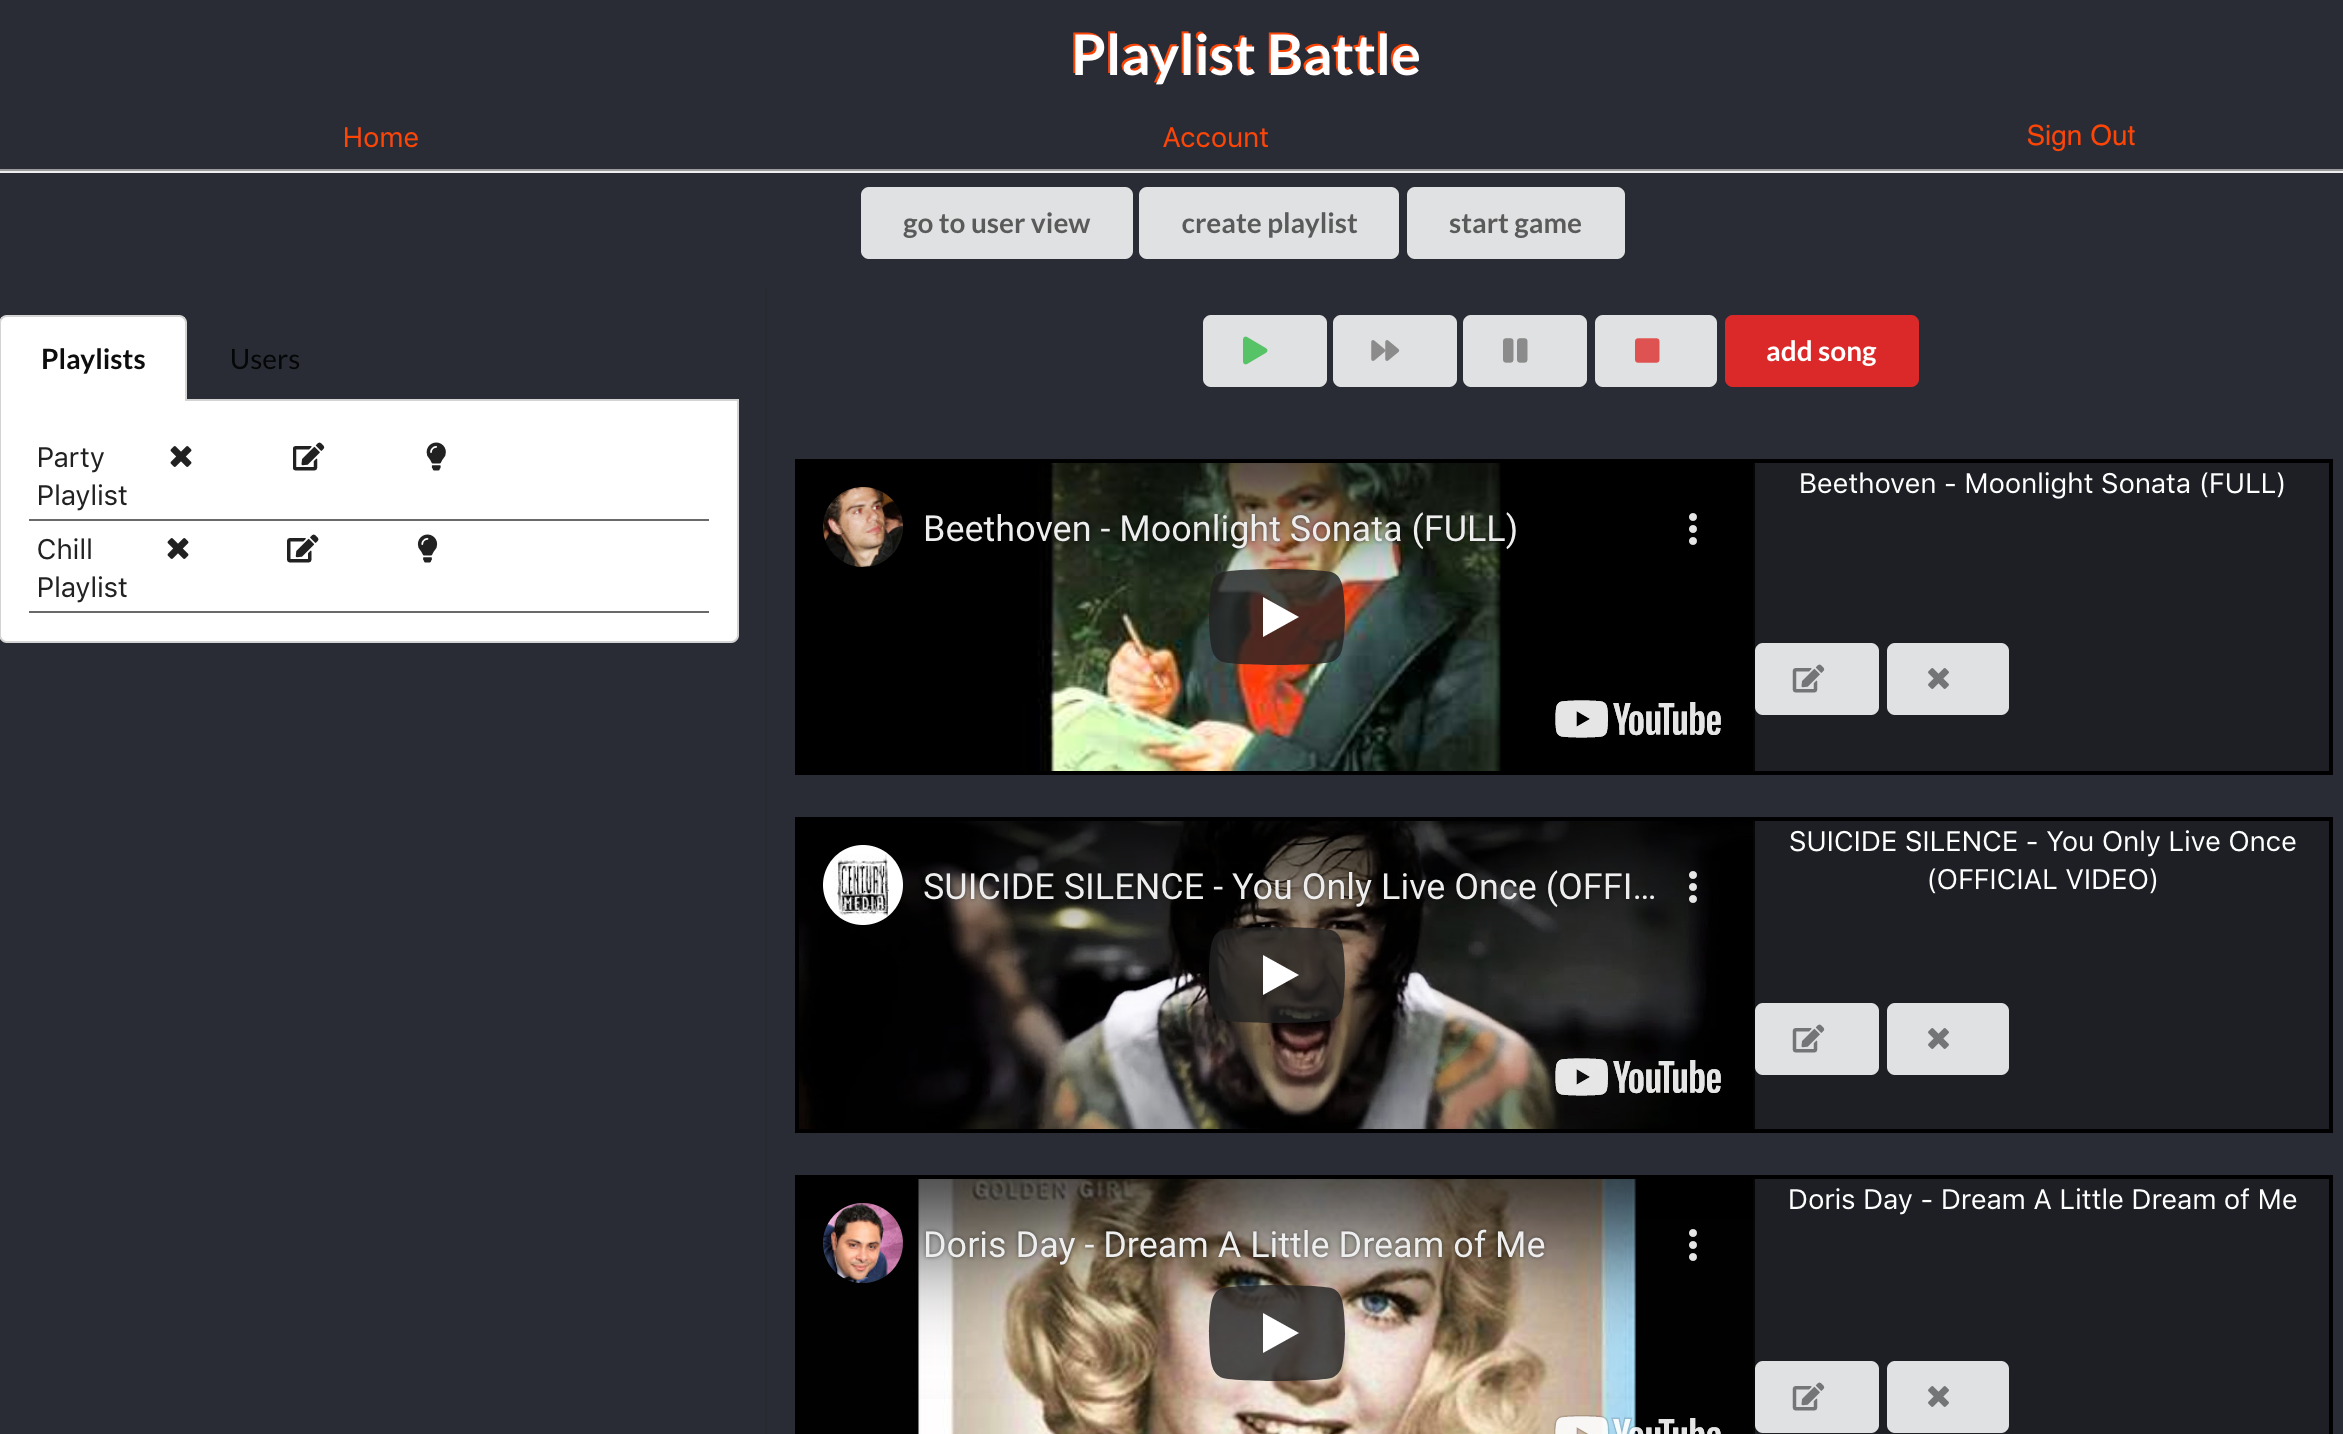 Playlist Battle
Home
Account
Sign Out
go to user view
create playlist
start game
Playlists
Users
add song
Party
Playlist
Chill
Playlist
Beethoven - Moonlight Sonata (FULL)
YouTube
Beethoven - Moonlight Sonata (FULL)
CENTURY
MEDIA
SUICIDE SILENCE - You Only Live Once (OFFI...
YouTube
SUICIDE SILENCE - You Only Live Once
(OFFICIAL VIDEO)
GOLDEN GIRL
Doris Day - Dream A Little Dream of Me
YouTube
Doris Day - Dream A Little Dream of Me